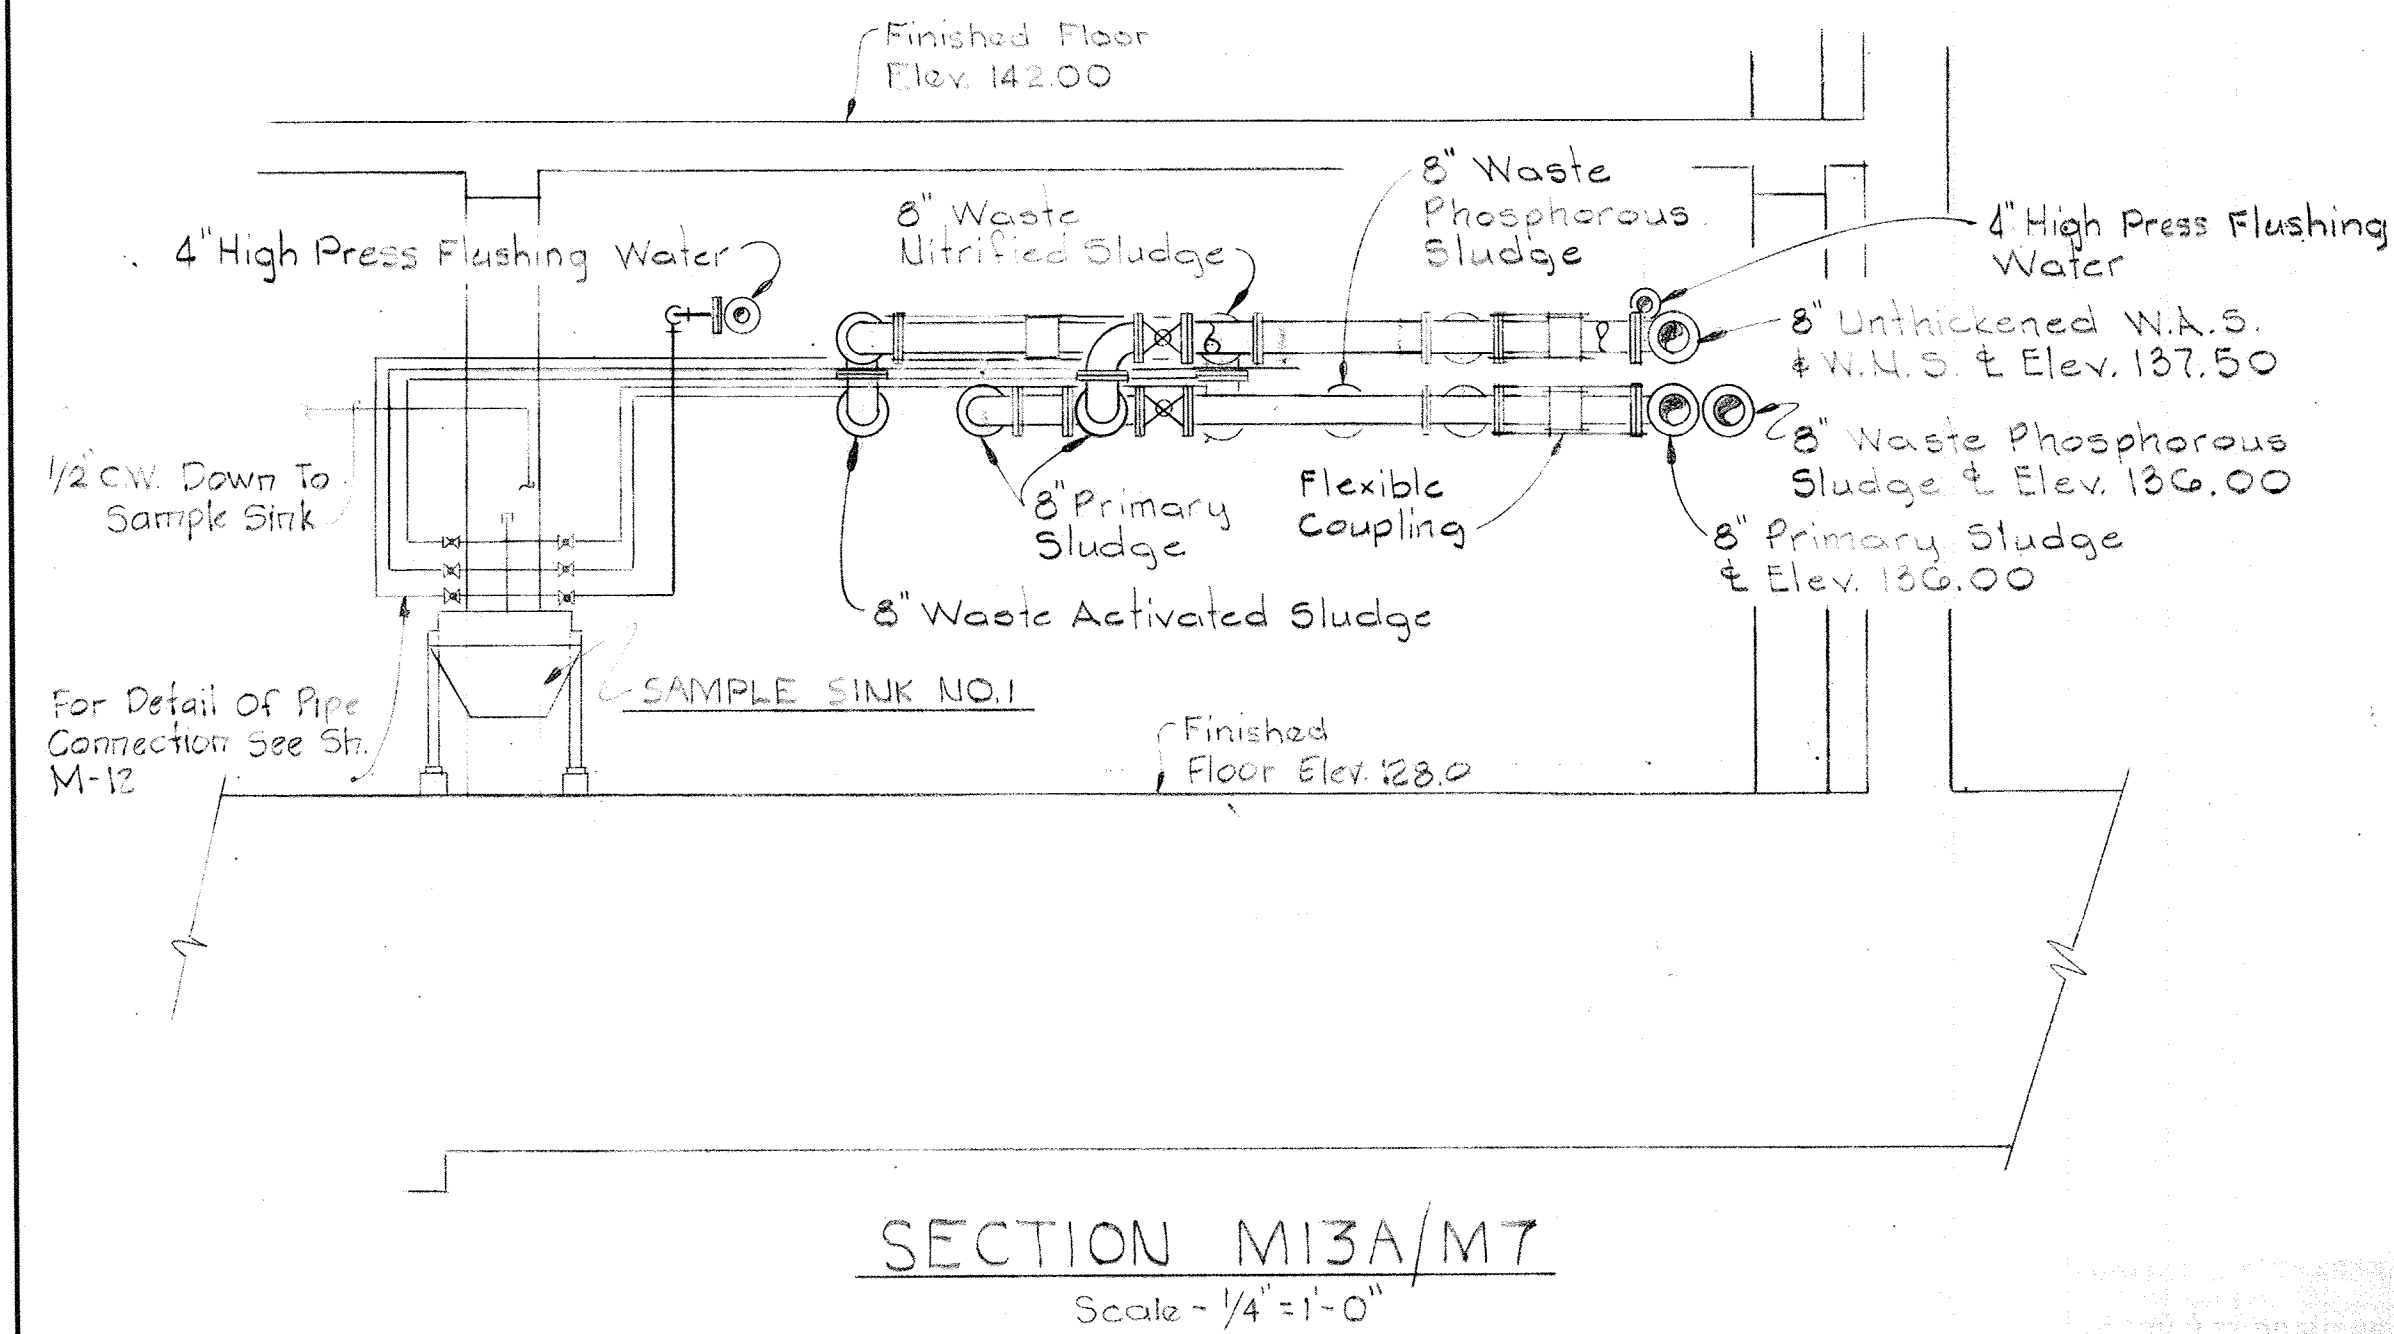 Finished Floor
Elev. 142.00
8" Waste
Phosphorous
Sludge
8" Waste
Nitrified Sludge
4" High Press Flushing Water
4" High Press Flushing
Water
8" Unthickened W.A.S.
& W.N.S. ℄ Elev. 137.50
8" Waste Phosphorous
Sludge ℄ Elev. 136.00
8" Primary Sludge
℄ Elev. 136.00
1/2" C.W. Down To
Sample Sink
8" Primary
Sludge
Flexible
Coupling
8" Waste Activated Sludge
SAMPLE SINK NO.1
For Detail Of Pipe
Connection See Sh.
M-12
Finished
Floor Elev. 128.0
SECTION M13A/M7
Scale - 1/4" = 1'-0"